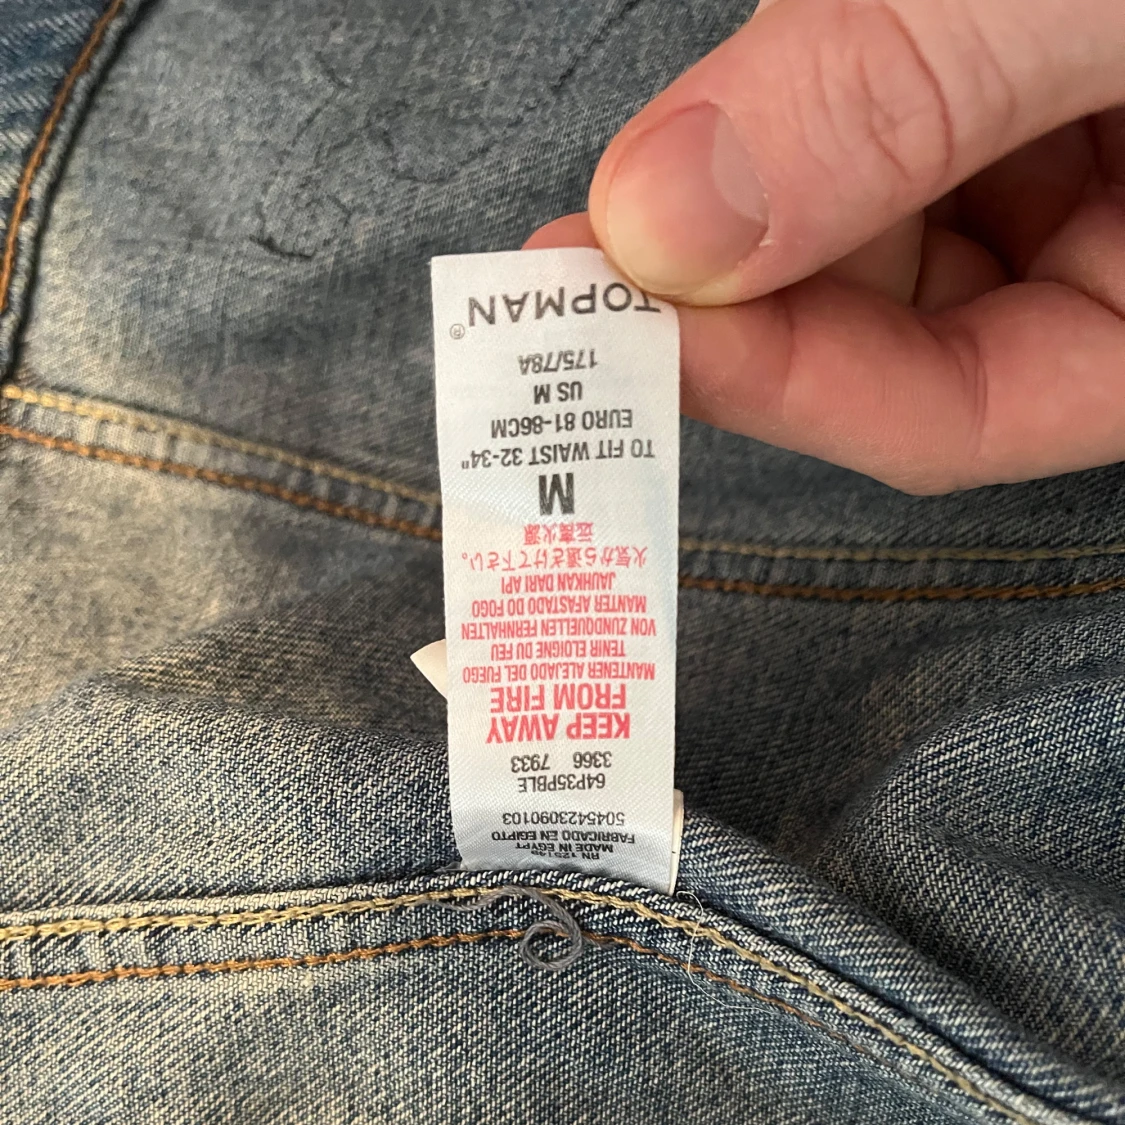 RN 125149
MADE IN EGYPT
FABRICADO EN EGIPTO
5045423090103
64P35PBLE
3366 7933
KEEP AWAY
FROM FIRE
MANTENER ALEJADO DEL FUEGO
TENIR ELOIGNE DU FEU
VON ZUNDQUELLEN FERNHALTEN
MANTER AFASTADO DO FOGO
JAUHKAN DARI API
火気から遠ざけて下さい。
远离火源
M
TO FIT WAIST 32-34"
EURO 81-86CM
US M
175/78A
TOPMAN®